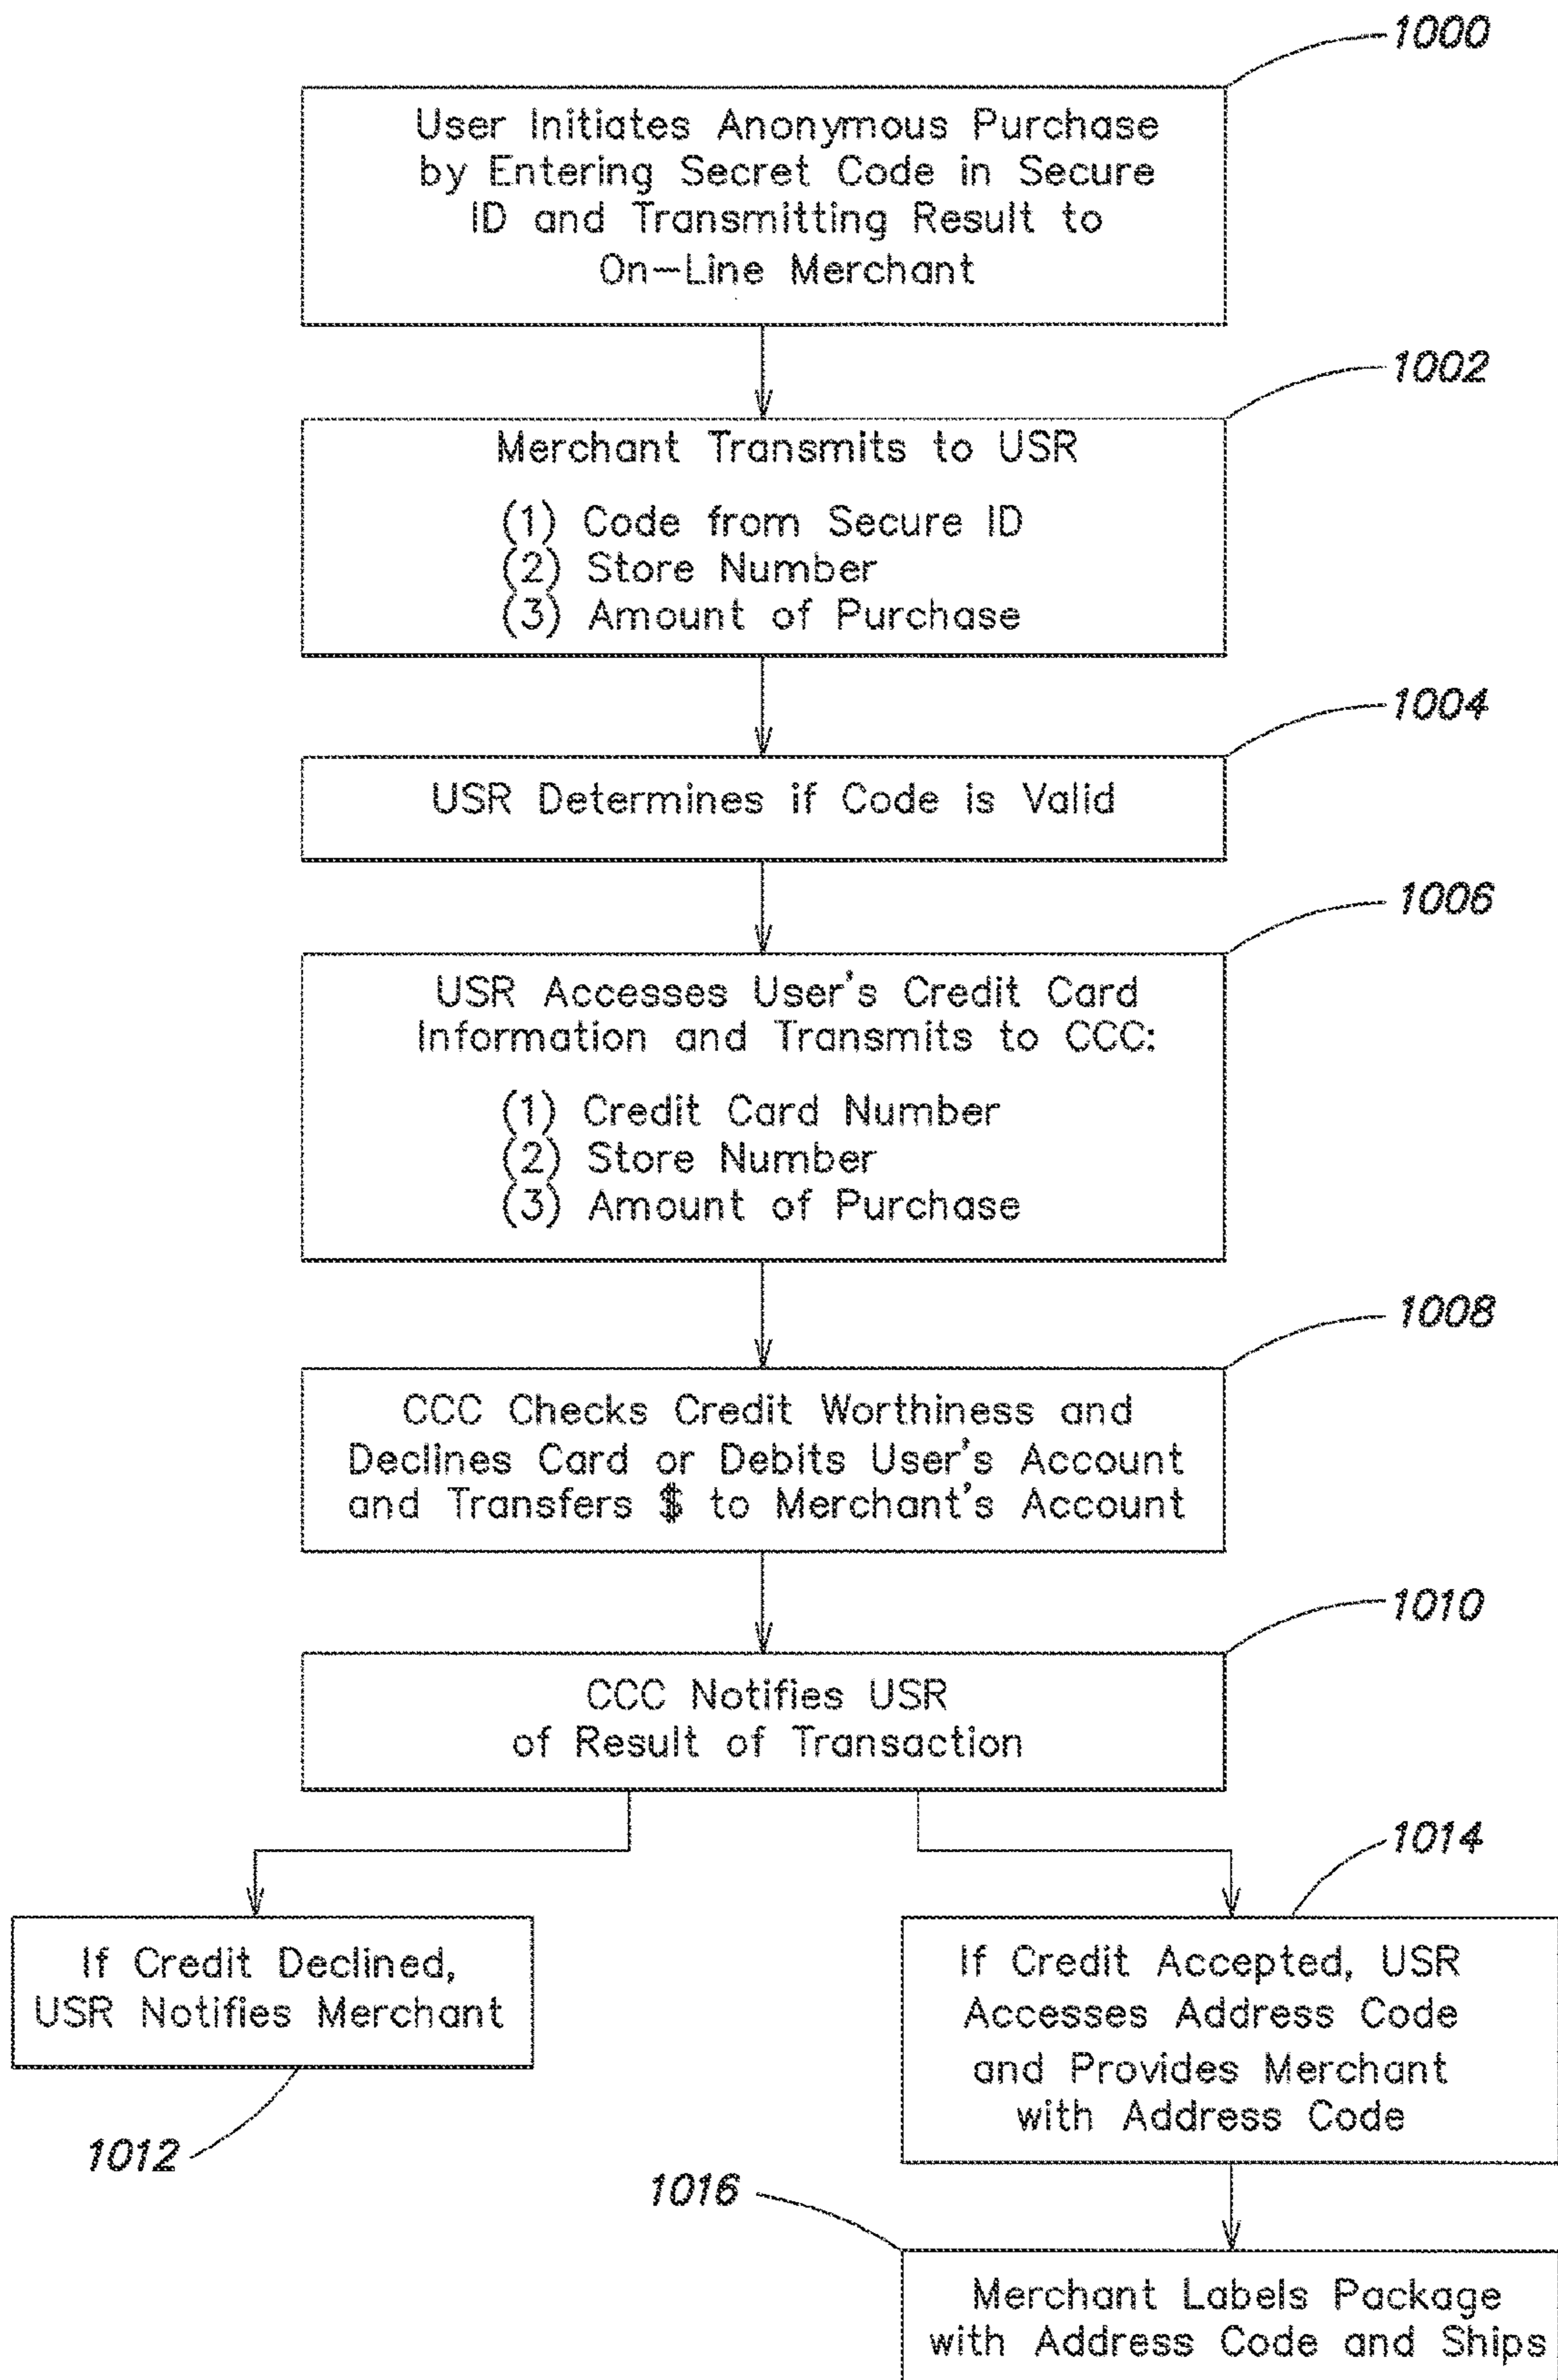 1000
User Initiates Anonymous Purchase
by Entering Secret Code in Secure
ID and Transmitting Result to
On-Line Merchant
1002
Merchant Transmits to USR
(1) Code from Secure ID
(2) Store Number
(3) Amount of Purchase
1004
USR Determines if Code is Valid
1006
USR Accesses User's Credit Card
Information and Transmits to CCC:
(1) Credit Card Number
(2) Store Number
(3) Amount of Purchase
1008
CCC Checks Credit Worthiness and
Declines Card or Debits User's Account
and Transfers $ to Merchant's Account
1010
CCC Notifies USR
of Result of Transaction
1012
If Credit Declined,
USR Notifies Merchant
1014
If Credit Accepted, USR
Accesses Address Code
and Provides Merchant
with Address Code
1016
Merchant Labels Package
with Address Code and Ships